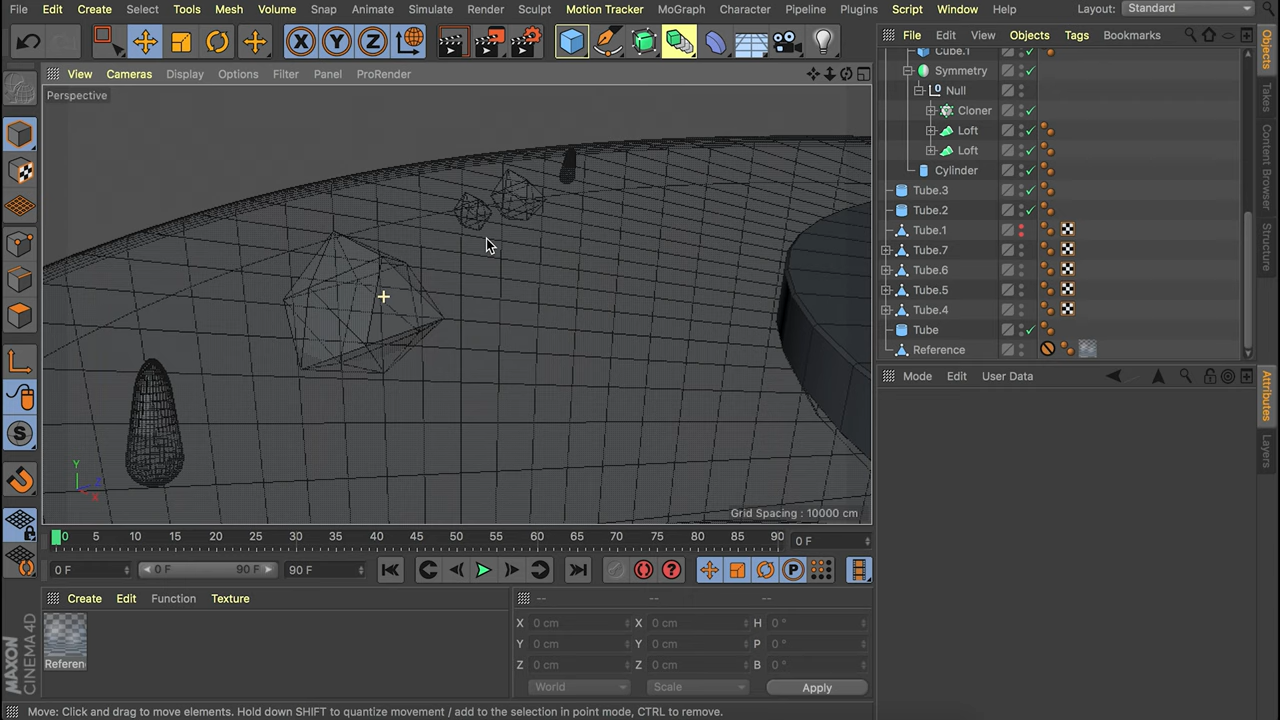 File Edit Create Select Tools Mesh Volume Snap Animate Simulate Render Sculpt Motion Tracker MoGraph Character Pipeline Plugins Script Window Help Layout: Standard
X Y Z
File Edit View Objects Tags Bookmarks
View Cameras Display Options Filter Panel ProRender
Perspective
Cube.1
Symmetry
Null
Cloner
Loft
Loft
Cylinder
Tube.3
Tube.2
Tube.1
Tube.7
Tube.6
Tube.5
Tube.4
Tube
Reference
Objects
Takes
Content Browser
Structure
Mode Edit User Data
Attributes
Layers
Y
Z
X
Grid Spacing : 10000 cm
0 5 10 15 20 25 30 35 40 45 50 55 60 65 70 75 80 85 90 0 F
0 F 0 F 90 F 90 F
Create Edit Function Texture
-- -- --
X 0 cm X 0 cm H 0 °
Y 0 cm Y 0 cm P 0 °
Z 0 cm Z 0 cm B 0 °
World Scale Apply
Referen
MAXON
CINEMA 4D
Move: Click and drag to move elements. Hold down SHIFT to quantize movement / add to the selection in point mode, CTRL to remove.